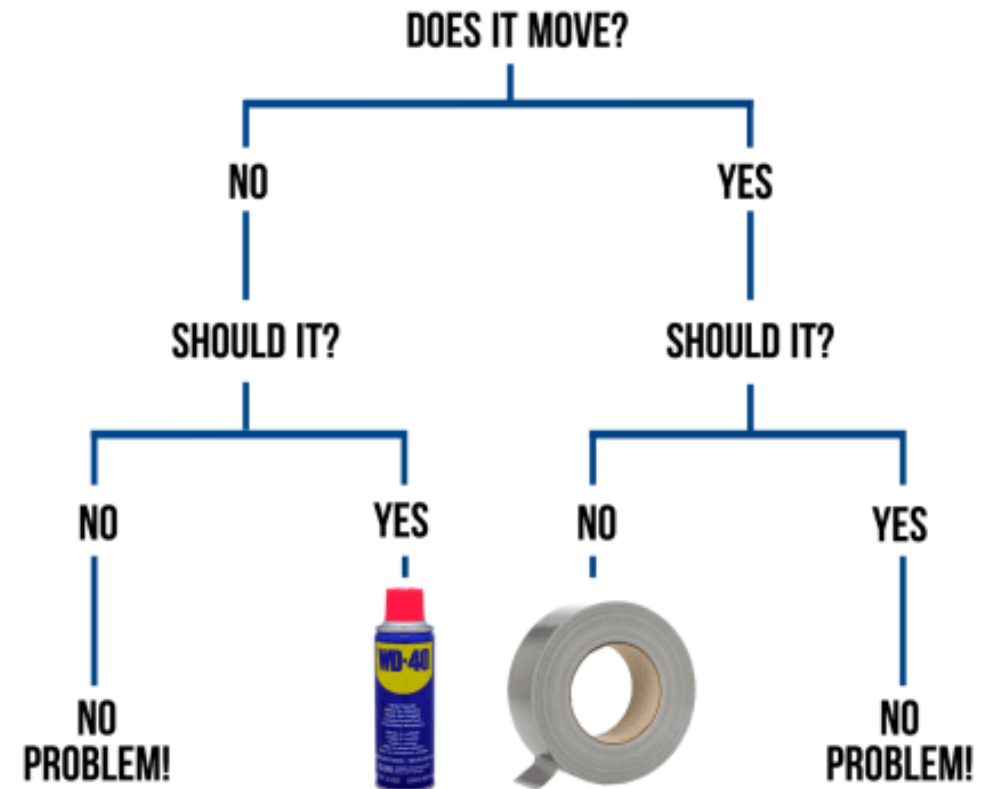 DOES IT MOVE?
NO
YES
SHOULD IT?
SHOULD IT?
NO
YES
NO
YES
WD-40
NO
PROBLEM!
NO
PROBLEM!